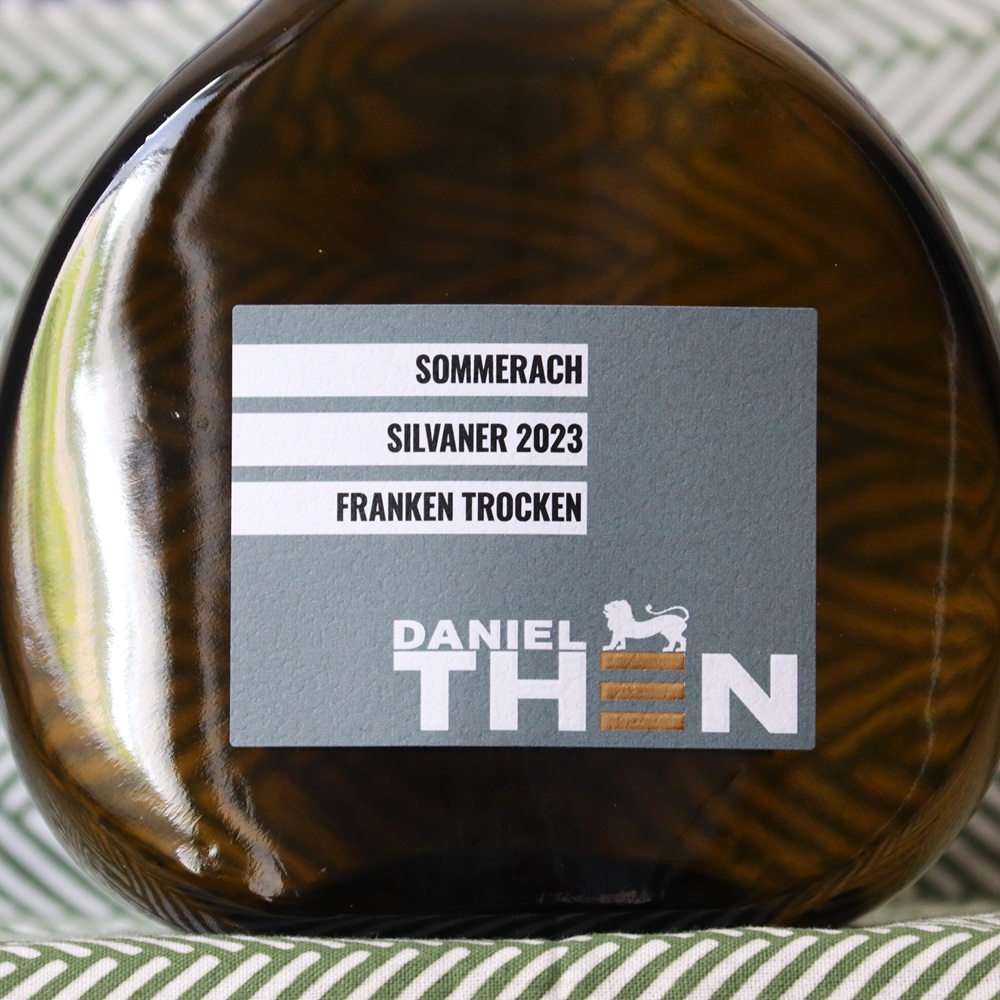 SOMMERACH
SILVANER 2023
FRANKEN TROCKEN
DANIEL
THEN